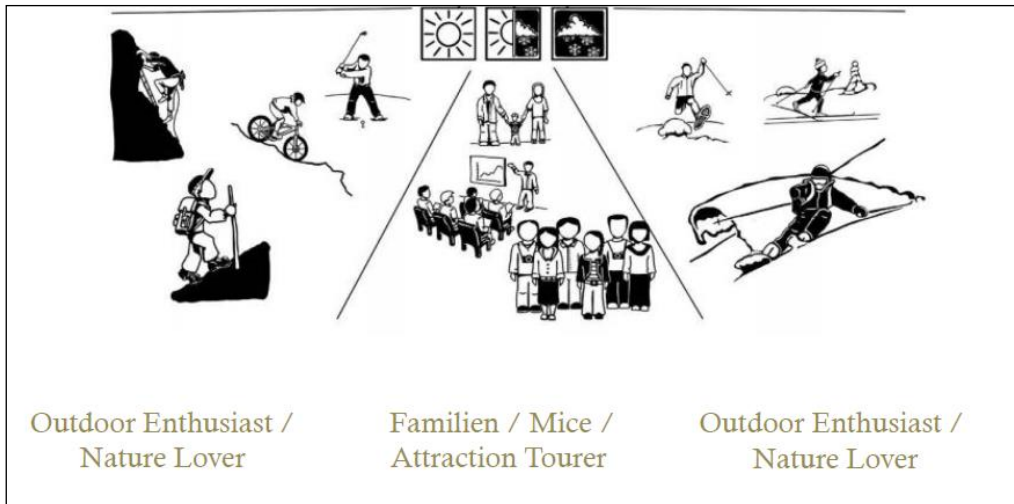 Outdoor Enthusiast /
Nature Lover
Familien / Mice /
Attraction Tourer
Outdoor Enthusiast /
Nature Lover